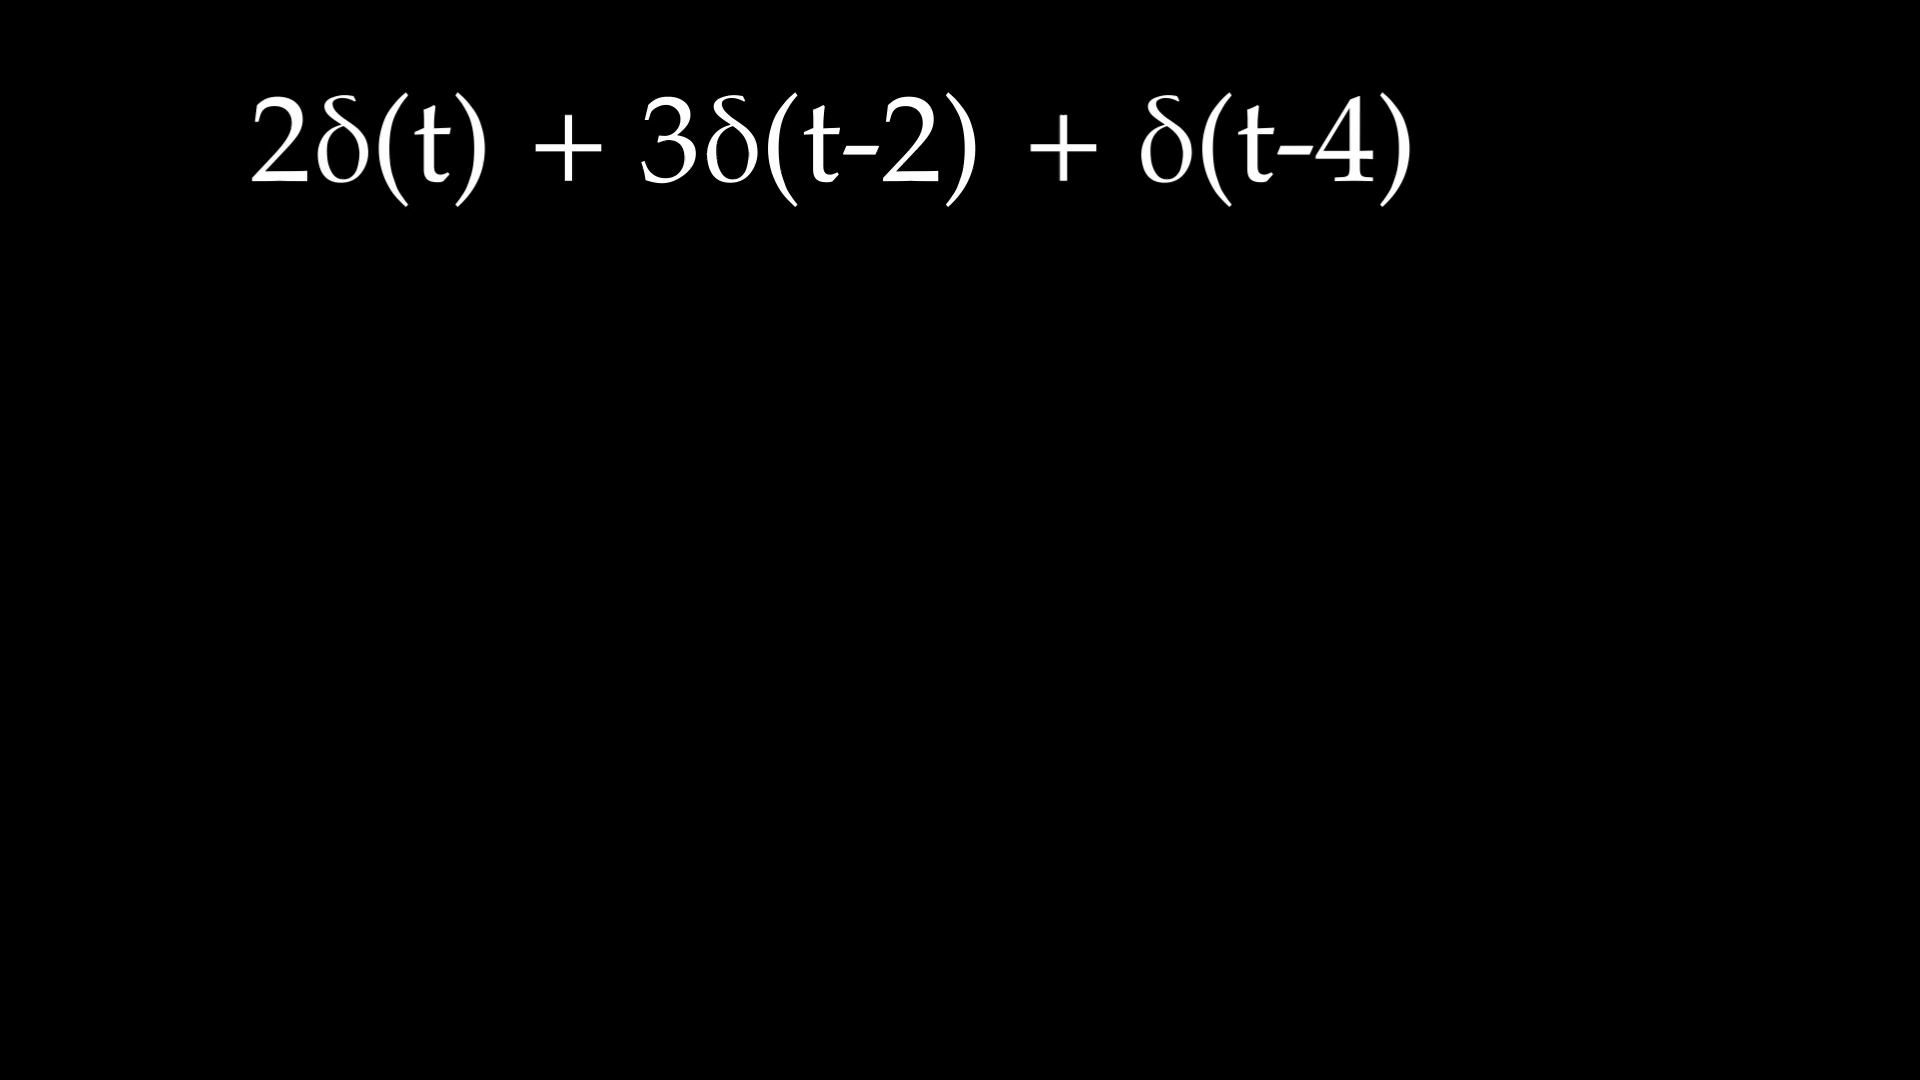 2δ(t) + 3δ(t-2) + δ(t-4)